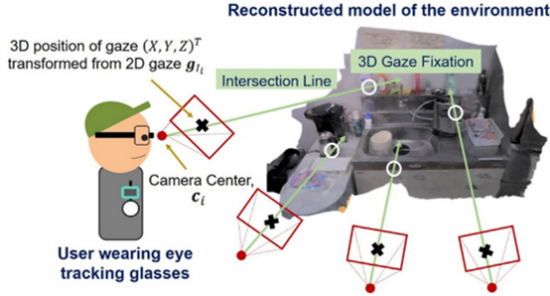 Reconstructed model of the environment
3D position of gaze (X,Y,Z)ᵀ
transformed from 2D gaze 𝒈_{I_i}
3D Gaze Fixation
Intersection Line
Camera Center,
𝒄_i
User wearing eye
tracking glasses